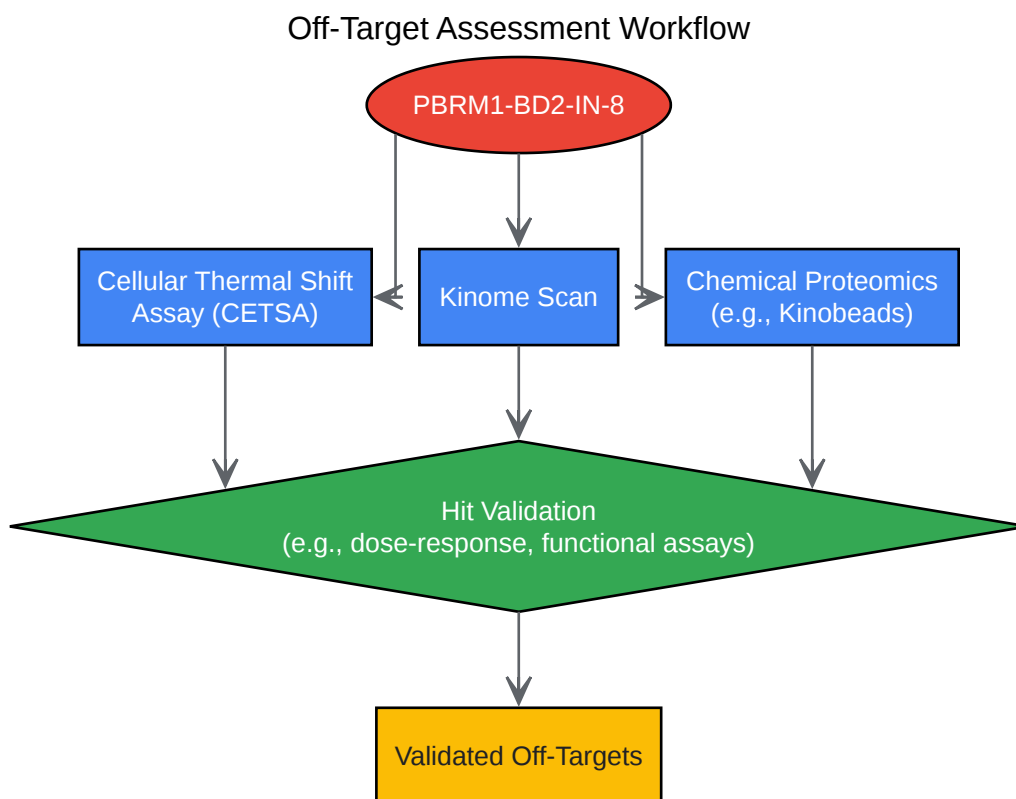 Off-Target Assessment Workflow
PBRM1-BD2-IN-8
Cellular Thermal Shift
Assay (CETSA)
Kinome Scan
Chemical Proteomics
(e.g., Kinobeads)
Hit Validation
(e.g., dose-response, functional assays)
Validated Off-Targets